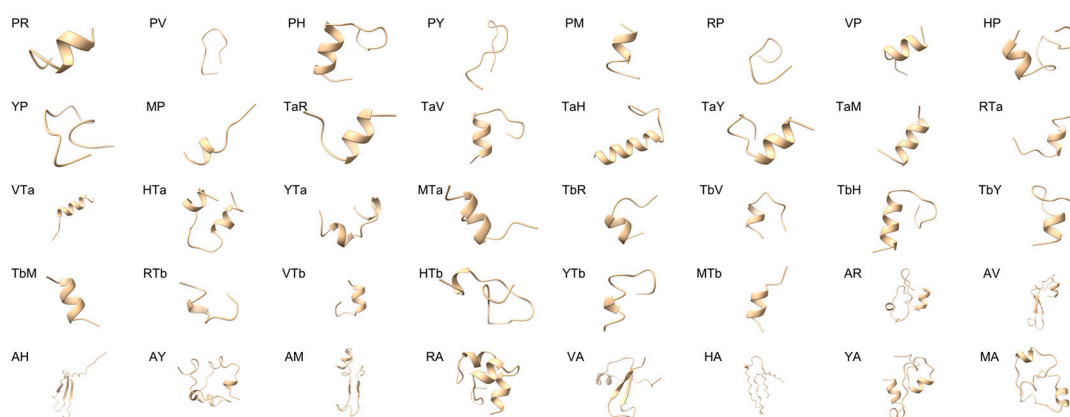 PR PV PH PY PM RP VP HP
YP MP TaR TaV TaH TaY TaM RTa
VTa HTa YTa MTa TbR TbV TbH TbY
TbM RTb VTb HTb YTb MTb AR AV
AH AY AM RA VA HA YA MA